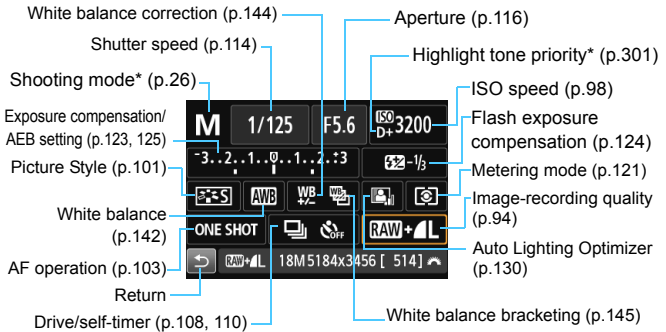 White balance correction (p.144)
Aperture (p.116)
Shutter speed (p.114)
Highlight tone priority* (p.301)
Shooting mode* (p.26)
ISO speed (p.98)
Exposure compensation/
AEB setting (p.123, 125)
Flash exposure
compensation (p.124)
Picture Style (p.101)
Metering mode (p.121)
White balance
(p.142)
Image-recording quality
(p.94)
AF operation (p.103)
Auto Lighting Optimizer
(p.130)
Return
Drive/self-timer (p.108, 110)
White balance bracketing (p.145)
M 1/125 F5.6 ISO D+ 3200
-3..2..1..0..1..2.+3 -1/3
S AWB WB +/- WB
ONE SHOT OFF RAW+L
RAW+L 18M 5184x3456 [ 514]